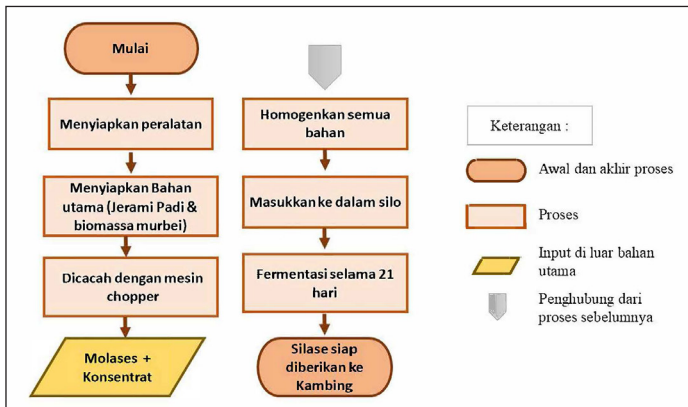 Mulai
Menyiapkan peralatan
Menyiapkan Bahan
utama (Jerami Padi &
biomassa murbei)
Dicacah dengan mesin
chopper
Molases + 
Konsentrat
Homogenkan semua
bahan
Masukkan ke dalam silo
Fermentasi selama 21
hari
Silase siap
diberikan ke
Kambing
Keterangan :
Awal dan akhir proses
Proses
Input di luar bahan
utama
Penghubung dari
proses sebelumnya